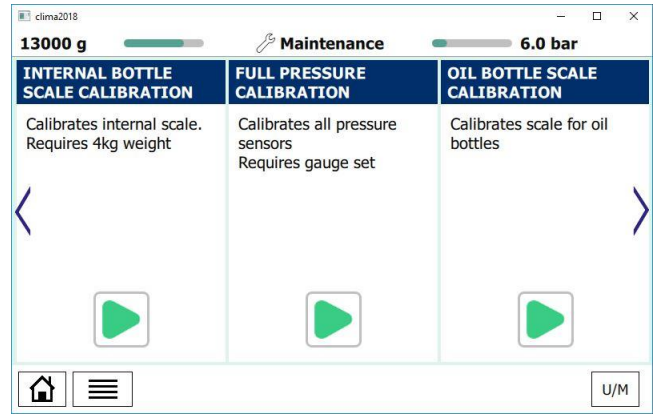 clima2018
13000 g
Maintenance
6.0 bar
INTERNAL BOTTLE
SCALE CALIBRATION
Calibrates internal scale.
Requires 4kg weight
FULL PRESSURE
CALIBRATION
Calibrates all pressure
sensors
Requires gauge set
OIL BOTTLE SCALE
CALIBRATION
Calibrates scale for oil
bottles
U/M